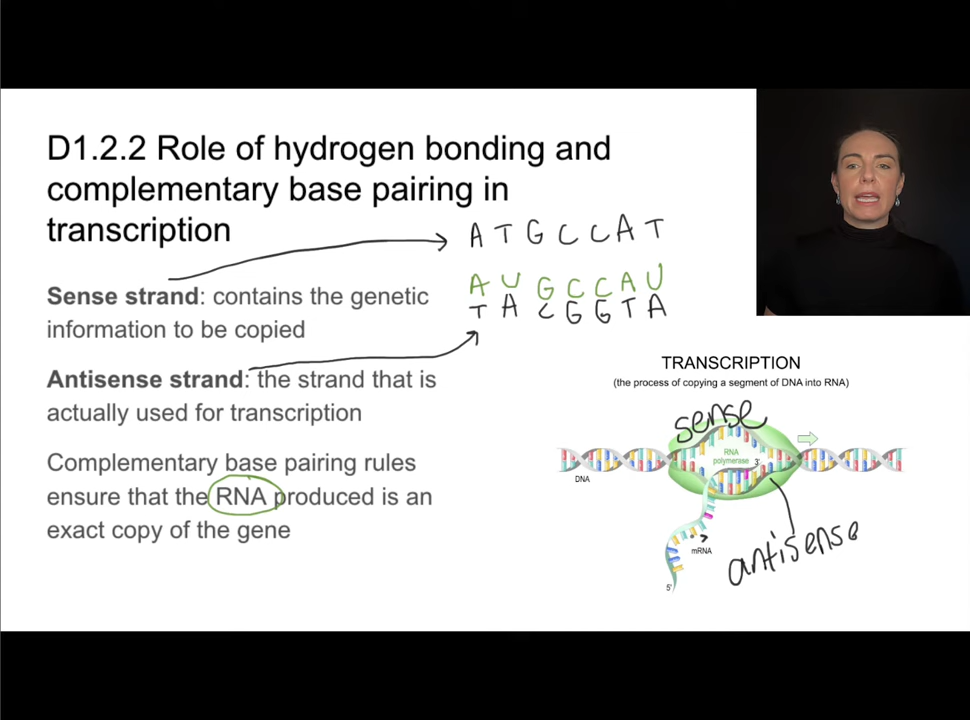 D1.2.2 Role of hydrogen bonding and
complementary base pairing in
transcription
A T G C C A T
Sense strand: contains the genetic
information to be copied
A U G C C A U
T A C G G T A
Antisense strand: the strand that is
actually used for transcription
Complementary base pairing rules
ensure that the RNA produced is an
exact copy of the gene
TRANSCRIPTION
(the process of copying a segment of DNA into RNA)
sense
RNA
polymerase
3'
DNA
mRNA
antisense
5'